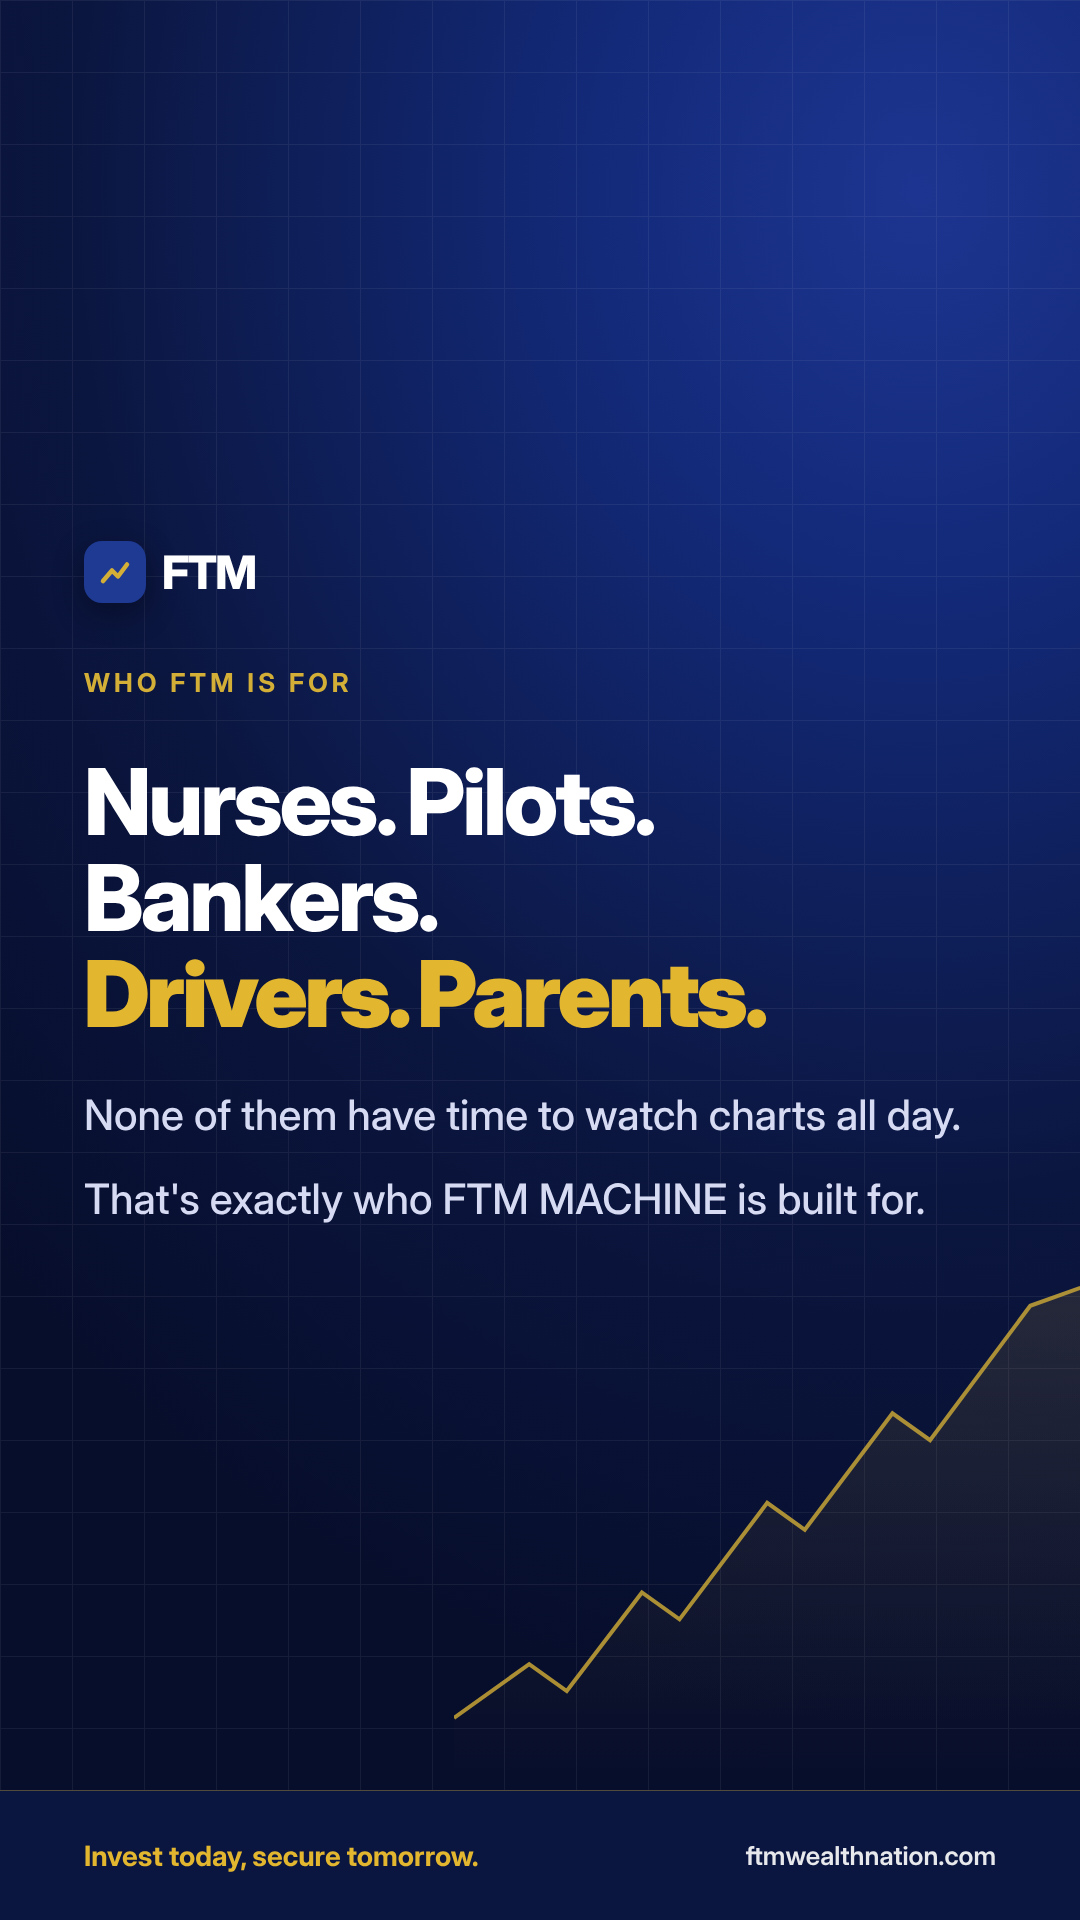 FTM
WHO FTM IS FOR
Nurses. Pilots.
Bankers.
Drivers. Parents.
None of them have time to watch charts all day.
That's exactly who FTM MACHINE is built for.
Invest today, secure tomorrow.
ftmwealthnation.com